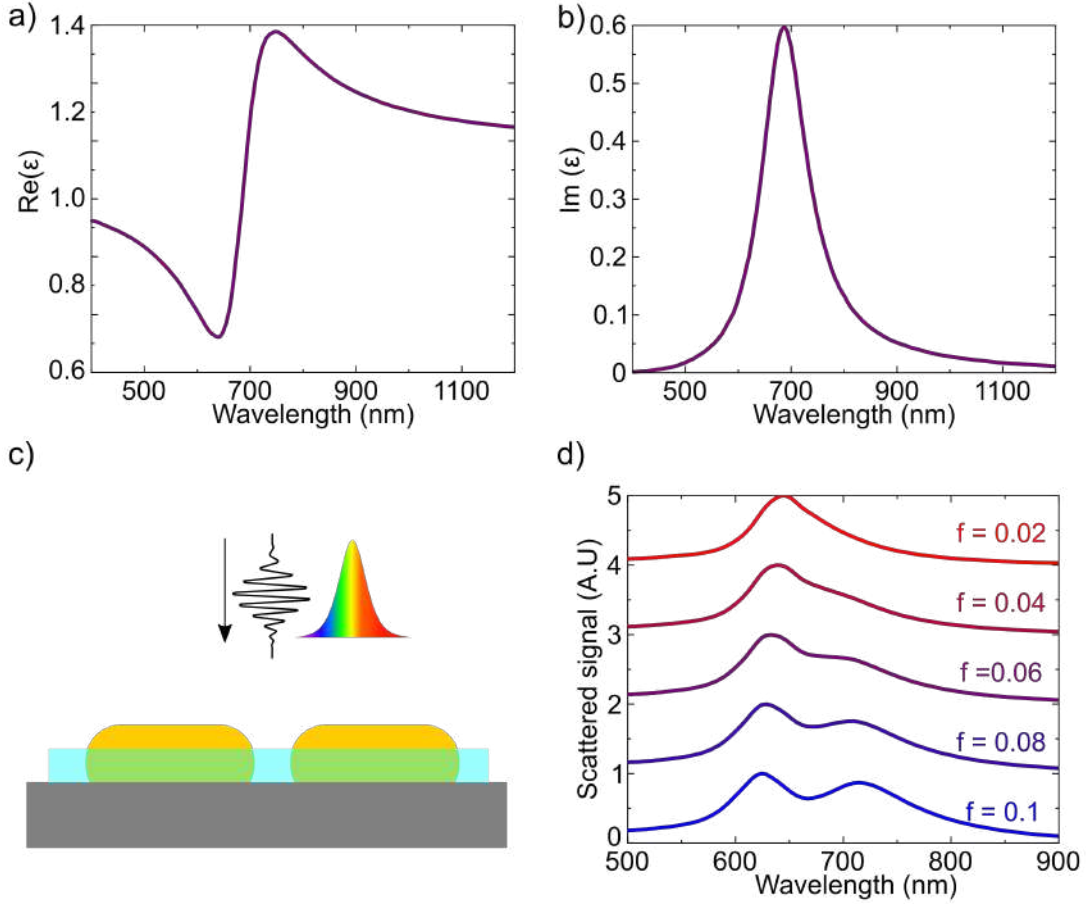 a)
1.4
1.2
1.0
0.8
0.6
Re(ε)
500 700 900 1100
Wavelength (nm)
b)
0.6
0.5
0.4
0.3
0.2
0.1
0
Im (ε)
500 700 900 1100
Wavelength (nm)
c)
d)
5
4
3
2
1
0
Scattered signal (A.U)
f = 0.02
f = 0.04
f =0.06
f = 0.08
f = 0.1
500 600 700 800 900
Wavelength (nm)